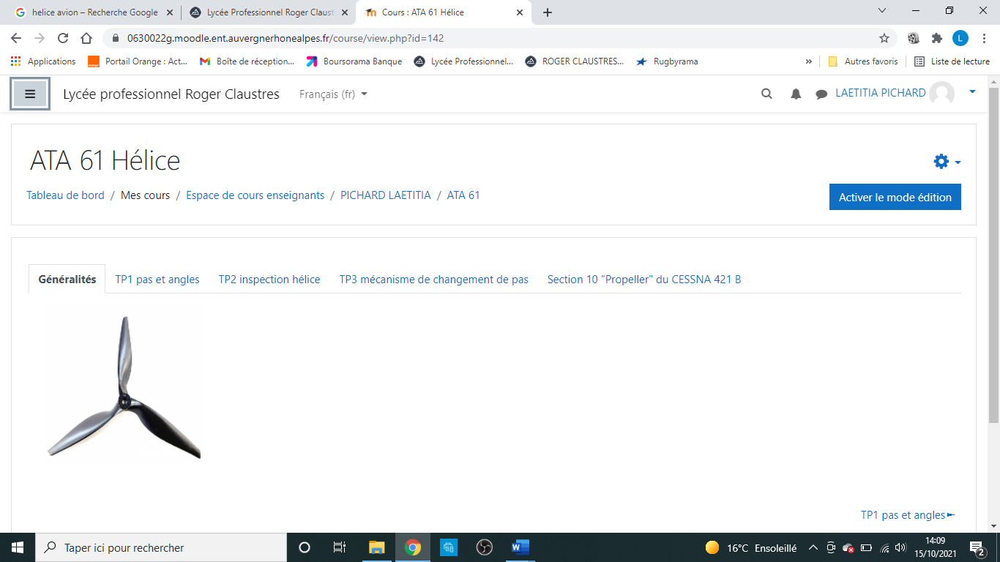 helice avion – Recherche Google
Lycée Professionnel Roger Claust
Cours : ATA 61 Hélice
0630022g.moodle.ent.auvergnerhonealpes.fr/course/view.php?id=142
L
Applications
Portail Orange : Act...
Boîte de réception...
Boursorama Banque
Lycée Professionnel...
ROGER CLAUSTRES...
Rugbyrama
»
Autres favoris
Liste de lecture
Lycée professionnel Roger Claustres
Français (fr)
LAETITIA PICHARD
ATA 61 Hélice
Tableau de bord / Mes cours / Espace de cours enseignants / PICHARD LAETITIA / ATA 61
Activer le mode édition
Généralités
TP1 pas et angles
TP2 inspection hélice
TP3 mécanisme de changement de pas
Section 10 "Propeller" du CESSNA 421 B
TP1 pas et angles►
Taper ici pour rechercher
16°C Ensoleillé
14:09
15/10/2021
2